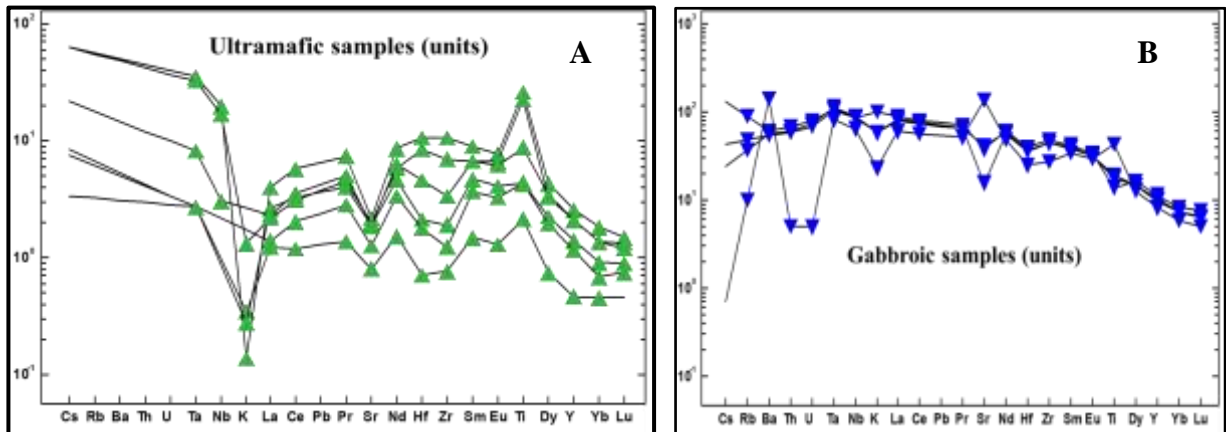 Ultramafic samples (units)
A
10²
10¹
10⁰
10⁻¹
Cs Rb Ba Th U Ta Nb K La Ce Pb Pr Sr Nd Hf Zr Sm Eu Ti Dy Y Yb Lu
B
10³
10²
10¹
10⁰
10⁻¹
Gabbroic samples (units)
Cs Rb Ba Th U Ta Nb K La Ce Pb Pr Sr Nd Hf Zr Sm Eu Ti Dy Y Yb Lu